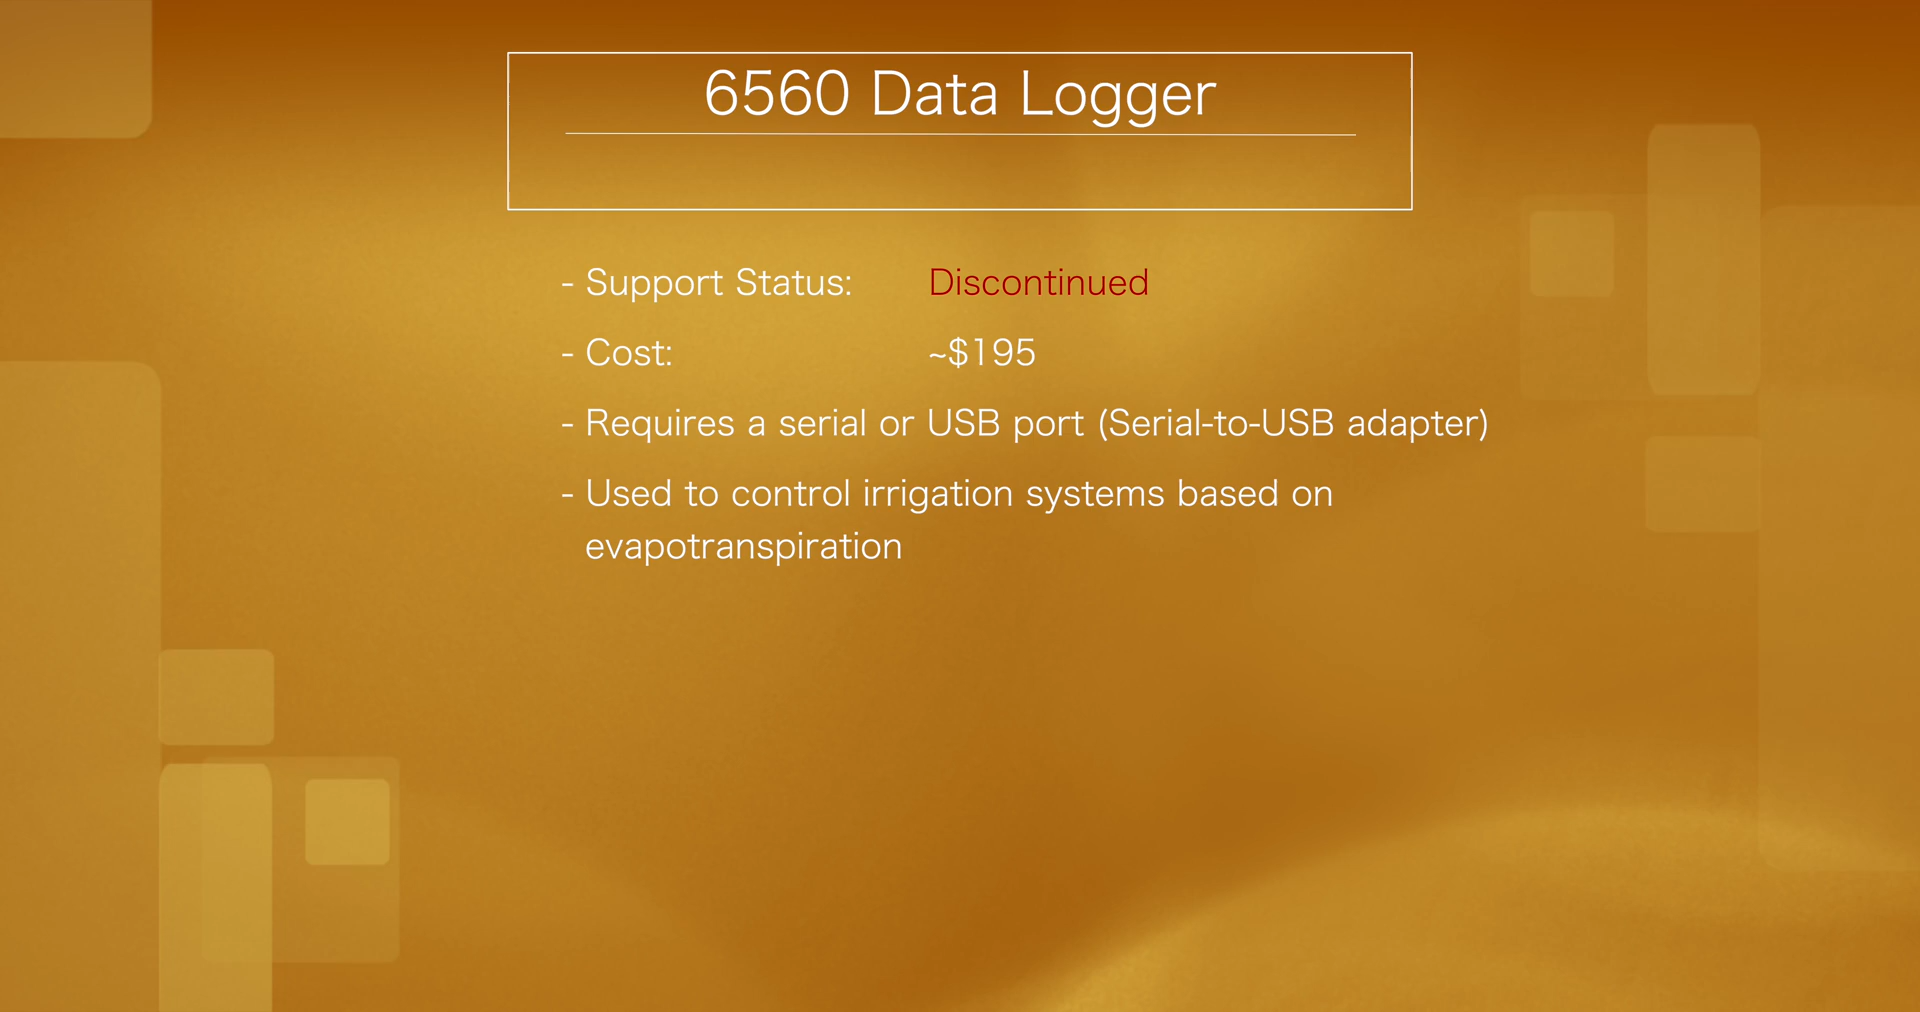 6560 Data Logger
- Support Status: Discontinued
- Cost: ~$195
- Requires a serial or USB port (Serial-to-USB adapter)
- Used to control irrigation systems based on
evapotranspiration